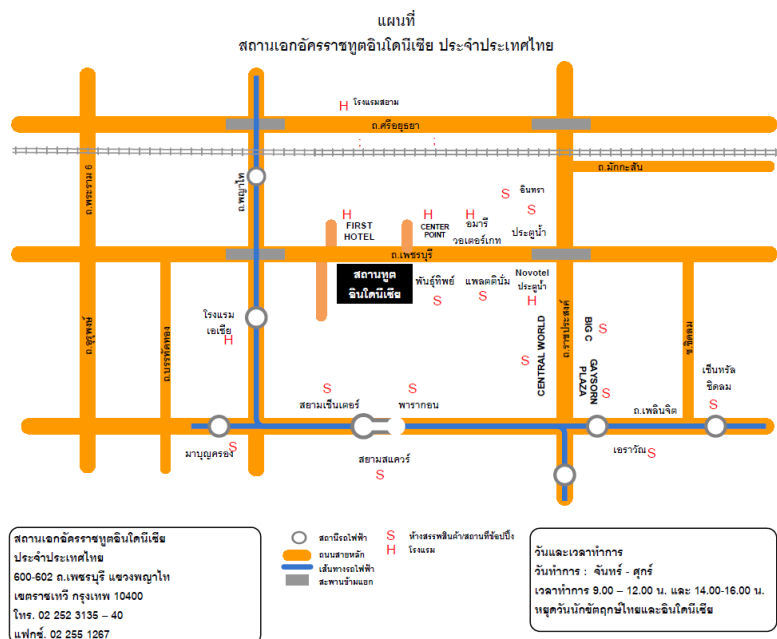 แผนที่
สถานเอกอัครราชทูตอินโดนีเซีย ประจำประเทศไทย
H
โรงแรมสยาม
ถ.ศรีอยุธยา
ถ.พระราม 6
ถ.พญาไท
ถ.มักกะสัน
S
อินทรา
H
FIRST
HOTEL
H
CENTER
POINT
H
อมารี
วอเตอร์เกท
S
ประตูน้ำ
ถ.เพชรบุรี
สถานทูต
อินโดนีเซีย
พันธุ์ทิพย์
S
แพลตตินั่ม
S
Novotel
ประตูน้ำ
H
โรงแรม
เอเชีย
H
ถ.อุรุพงษ์
ถ.บรรทัดทอง
S
CENTRAL WORLD
ถ.ราชประสงค์
BIG C
S
GAYSORN
PLAZA
S
ซ.ชิดลม
เซ็นทรัล
ชิดลม
S
S
สยามเซ็นเตอร์
S
พารากอน
ถ.เพลินจิต
S
มาบุญครอง
สยามสแควร์
S
เอราวัณ
S
สถานเอกอัครราชทูตอินโดนีเซีย
ประจำประเทศไทย
600-602 ถ.เพชรบุรี แขวงพญาไท
เขตราชเทวี กรุงเทพ 10400
โทร. 02 252 3135 – 40
แฟกซ์. 02 255 1267
สถานีรถไฟฟ้า
ถนนสายหลัก
เส้นทางรถไฟฟ้า
สะพานข้ามแยก
S ห้างสรรพสินค้า/สถานที่ช้อปปิ้ง
H โรงแรม
วันและเวลาทำการ
วันทำการ : จันทร์ - ศุกร์
เวลาทำการ 9.00 – 12.00 น. และ 14.00-16.00 น.
หยุดวันนักขัตฤกษ์ไทยและอินโดนีเซีย